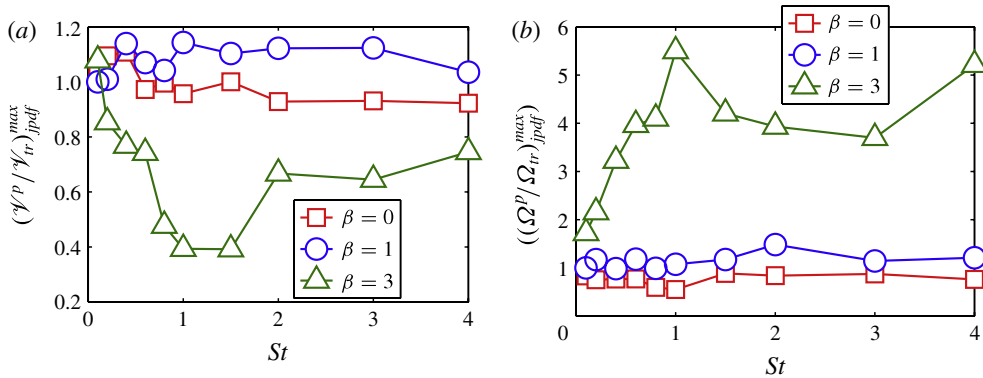 (a)
(𝒱^p/𝒱_tr)^max_jpdf
1.2
1.0
0.8
0.6
0.4
0.2
0 1 2 3 4
St
β = 0
β = 1
β = 3
(b)
((Ω^p/Ω_tr)^max_jpdf
6
5
4
3
2
1
0 1 2 3 4
St
β = 0
β = 1
β = 3